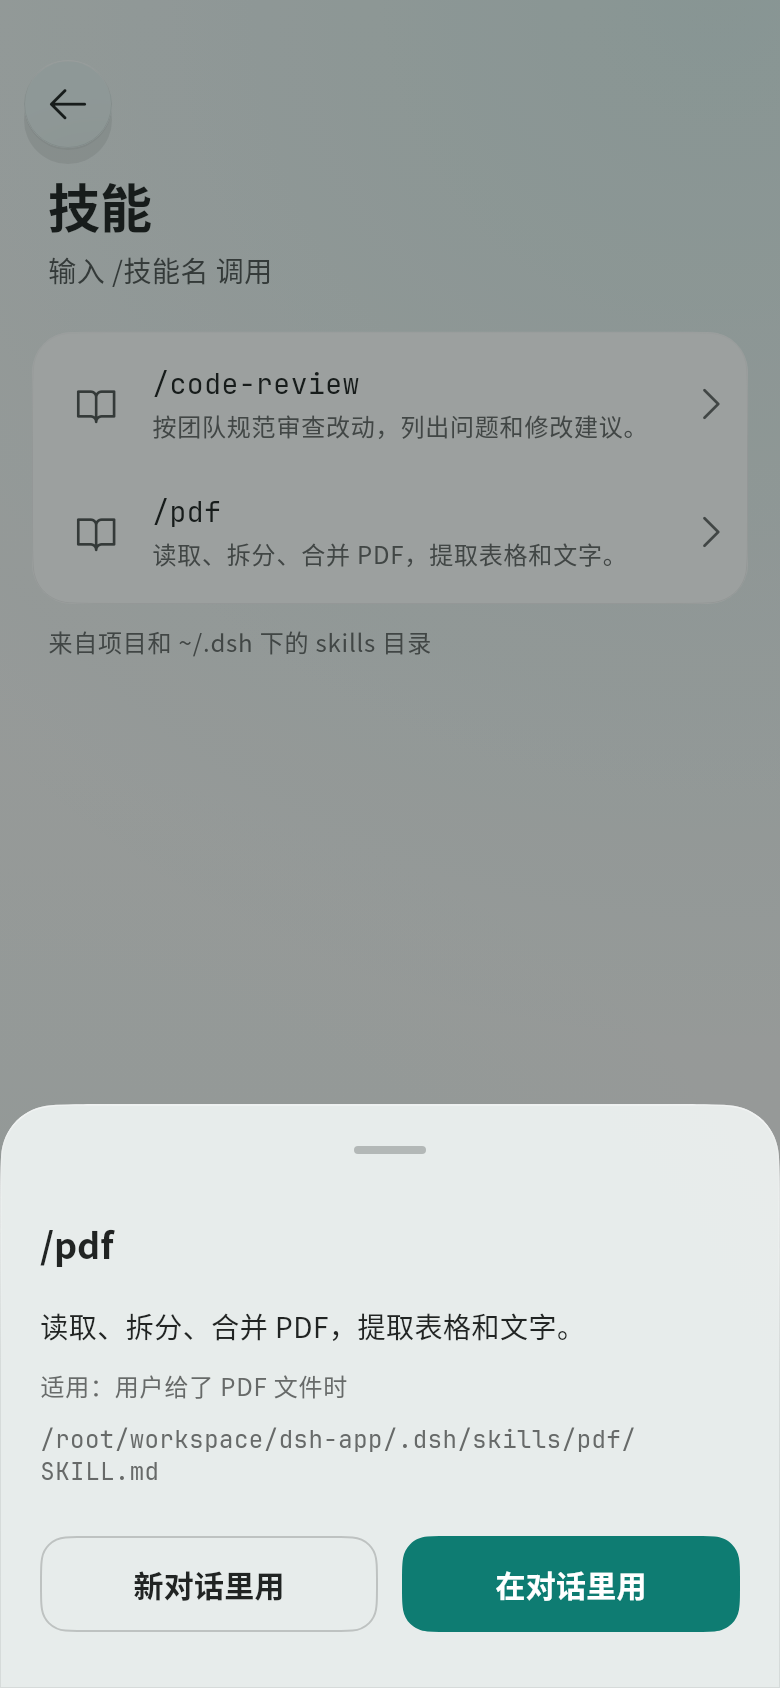 技能
输入 /技能名 调用
/code-review
按团队规范审查改动，列出问题和修改建议。
/pdf
读取、拆分、合并 PDF，提取表格和文字。
来自项目和 ~/.dsh 下的 skills 目录
/pdf
读取、拆分、合并 PDF，提取表格和文字。
适用：用户给了 PDF 文件时
/root/workspace/dsh-app/.dsh/skills/pdf/
SKILL.md
新对话里用
在对话里用